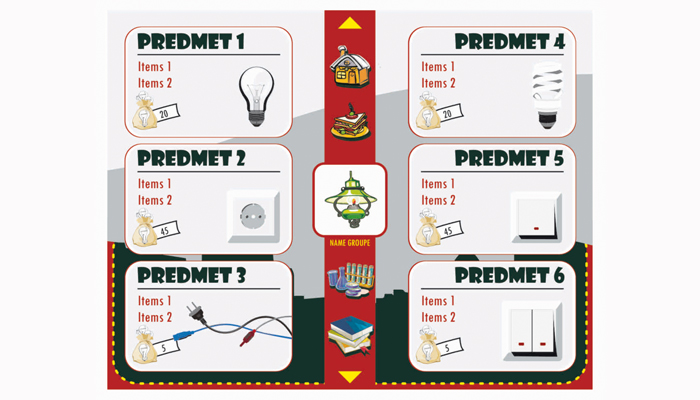 PREDMET 1
Items 1
Items 2
20
PREDMET 2
Items 1
Items 2
45
PREDMET 3
Items 1
Items 2
5
NAME GROUPE
PREDMET 4
Items 1
Items 2
20
PREDMET 5
Items 1
Items 2
45
PREDMET 6
Items 1
Items 2
5